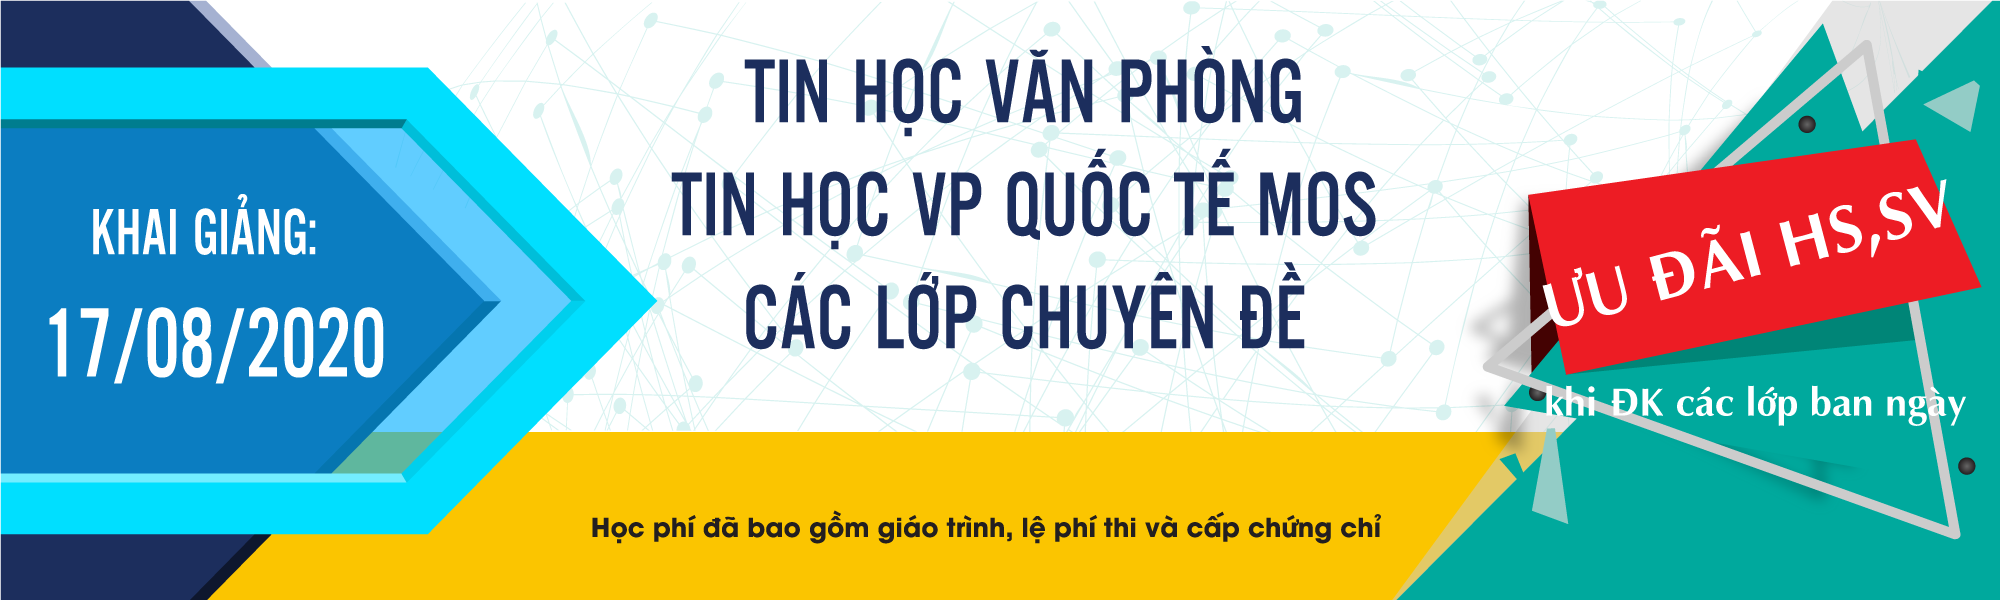 KHAI GIẢNG:
17/08/2020
TIN HỌC VĂN PHÒNG
TIN HỌC VP QUỐC TẾ MOS
CÁC LỚP CHUYÊN ĐỀ
Học phí đã bao gồm giáo trình, lệ phí thi và cấp chứng chỉ
ƯU ĐÃI HS,SV
khi ĐK các lớp ban ngày